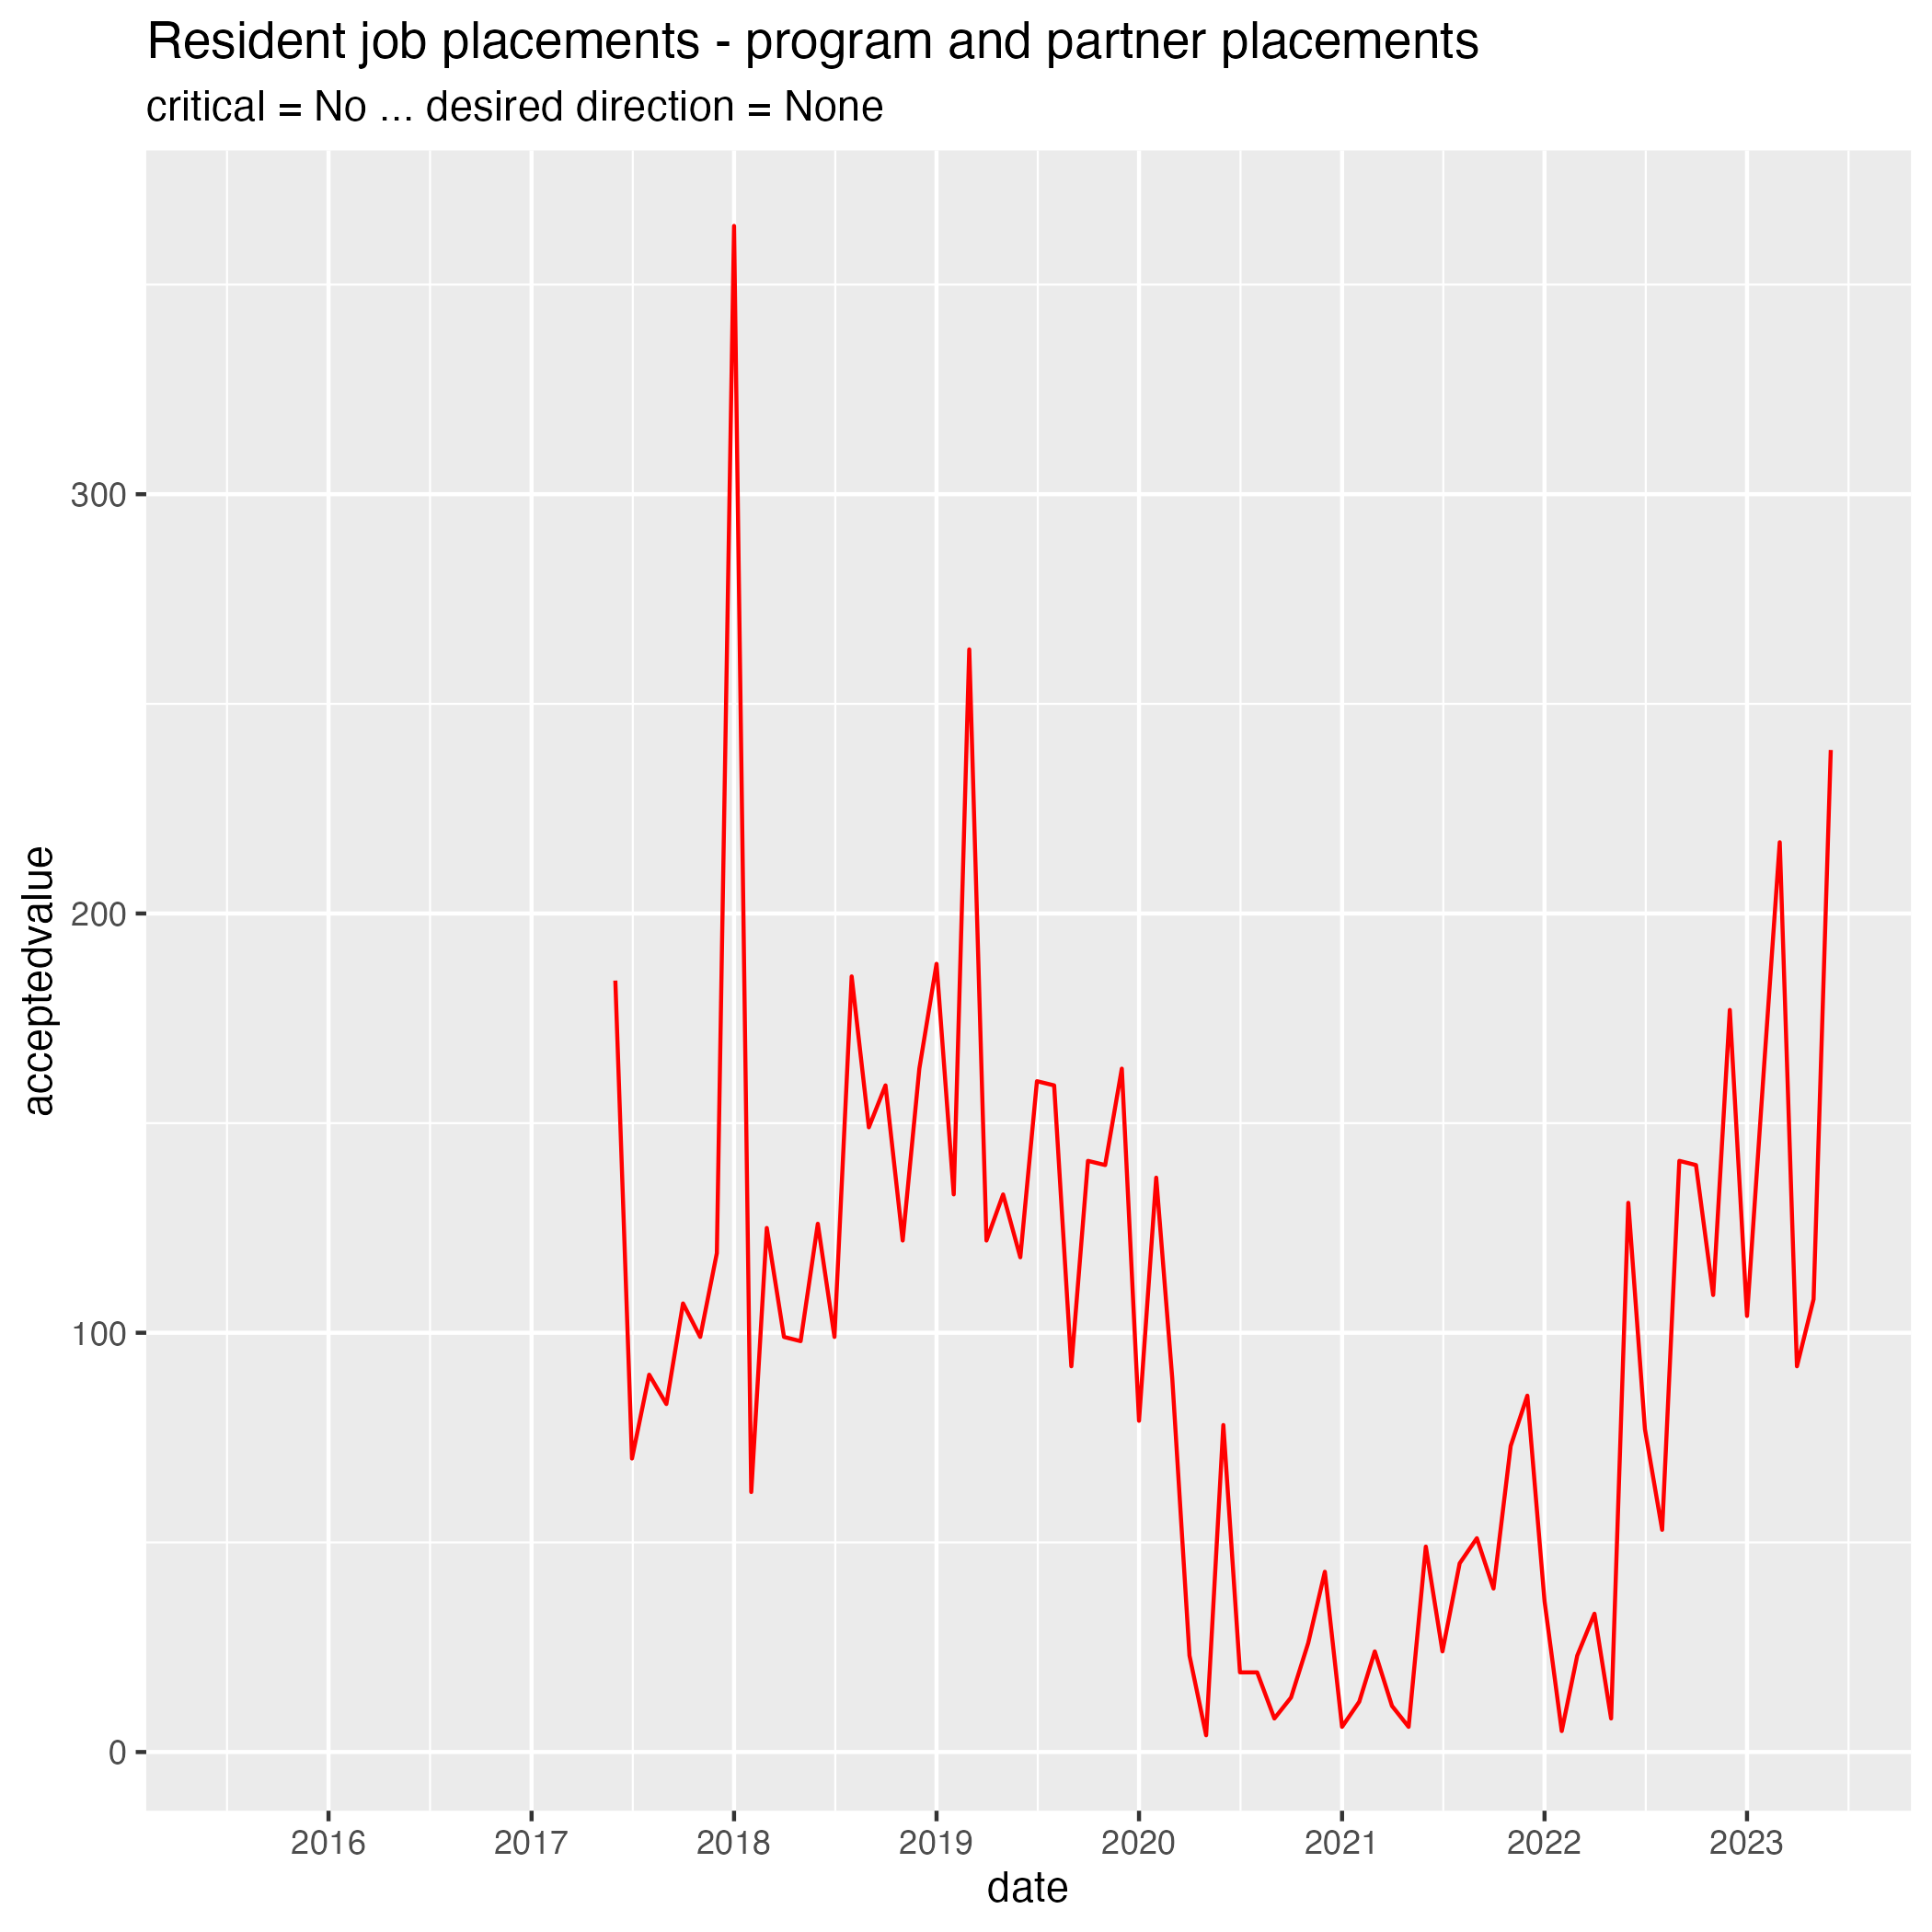 Resident job placements - program and partner placements
critical = No ... desired direction = None
acceptedvalue
300
200
100
0
2016 2017 2018 2019 2020 2021 2022 2023
date